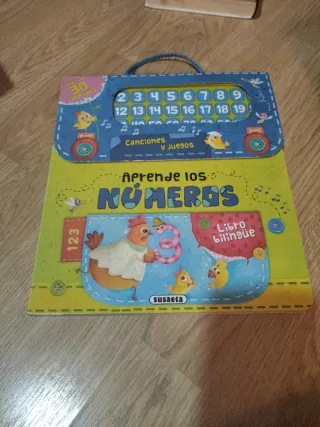 30
2 3 4 5 6 7 8 9
12 13 14 15 16 17 18 19
Canciones
y Juegos
Aprende los
NÚMEROS
123
3
Libro
bilingüe
susaeta